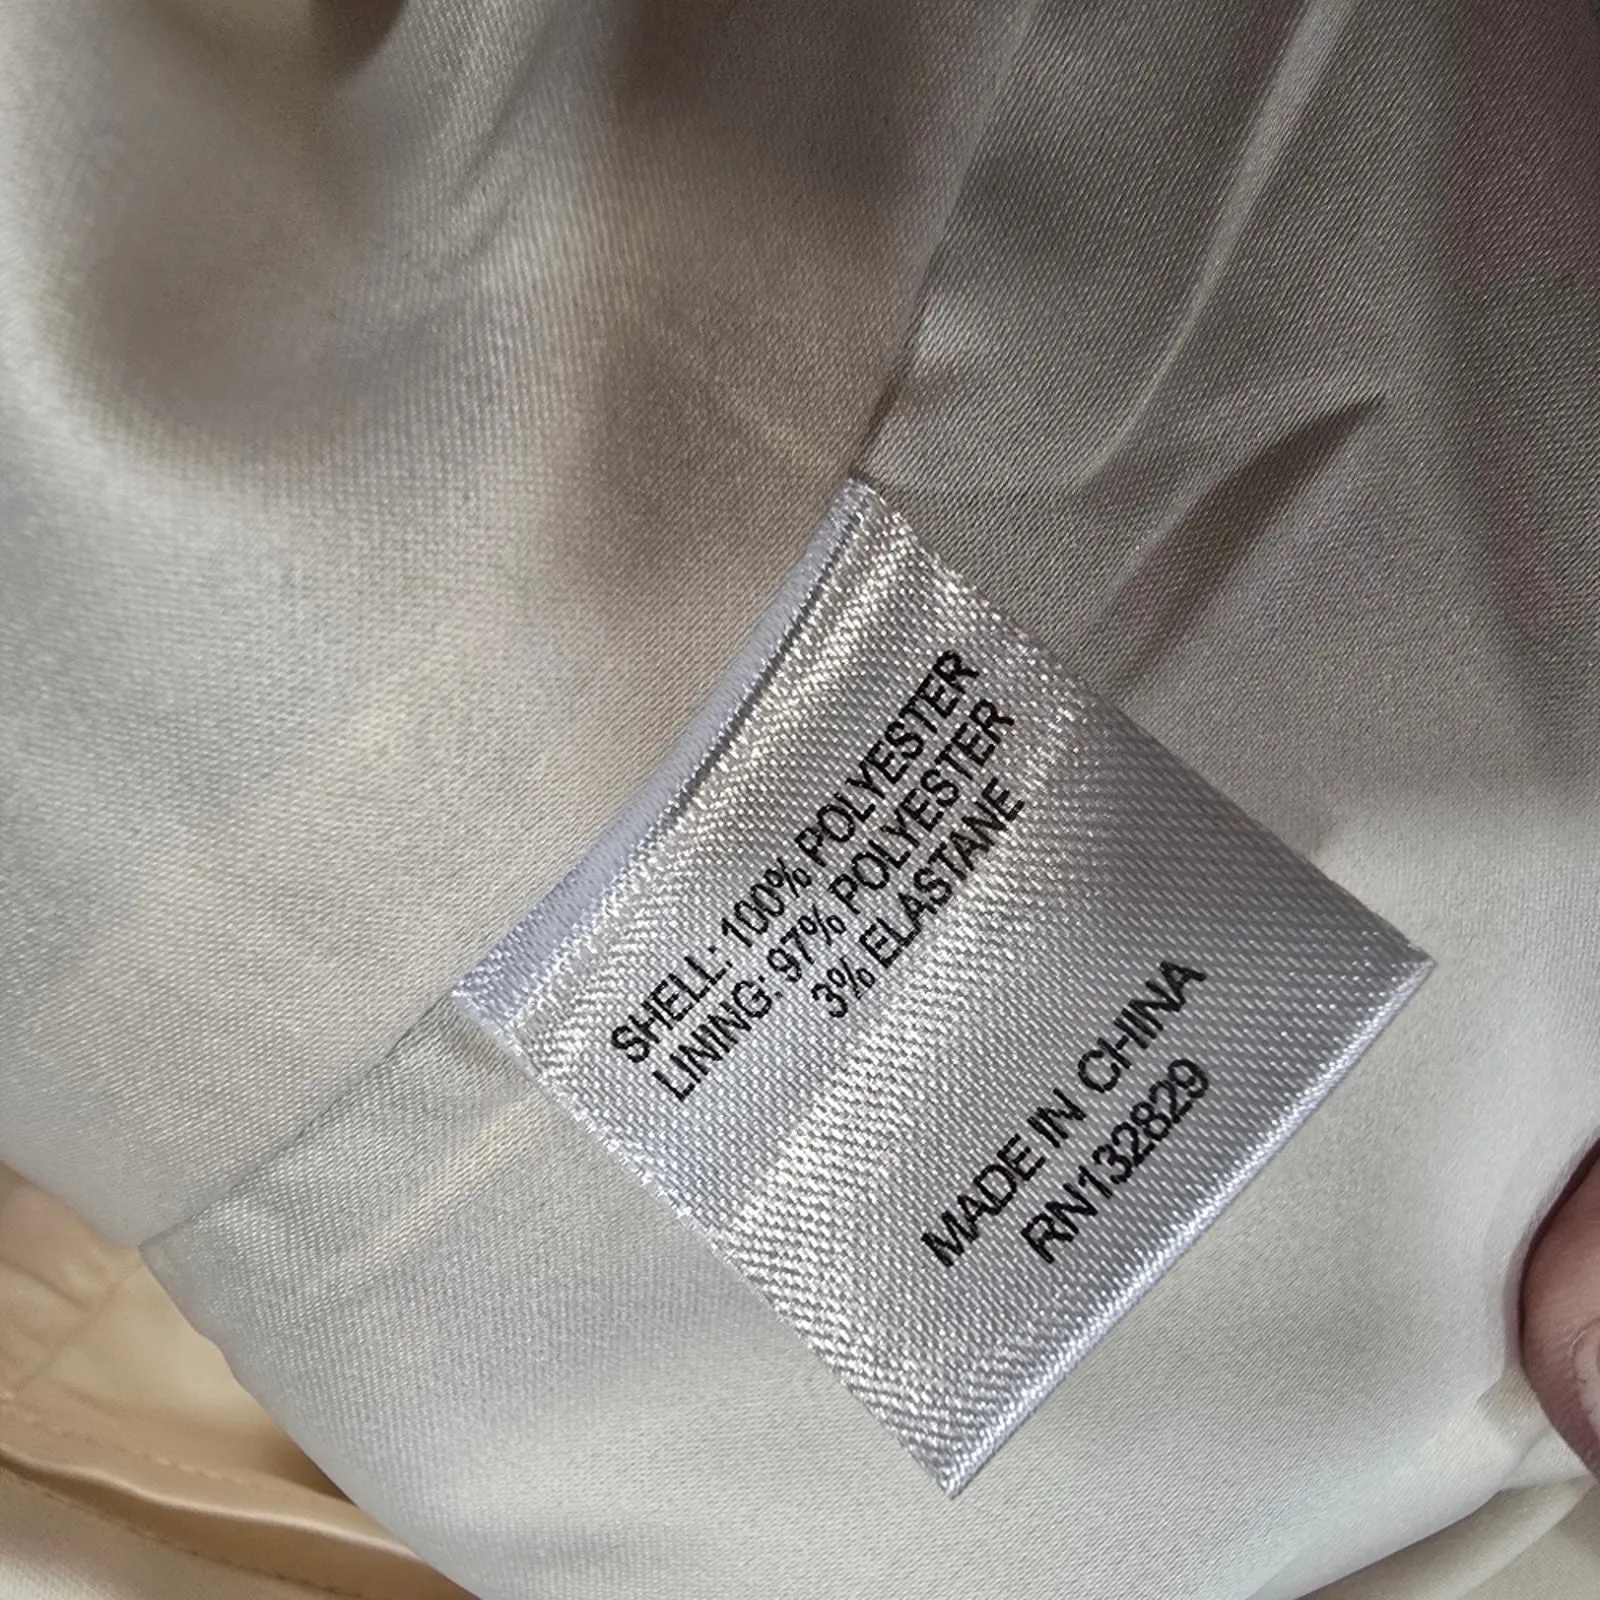 SHELL: 100% POLYESTER
LINING: 97% POLYESTER
3% ELASTANE
MADE IN CHINA
RN132829